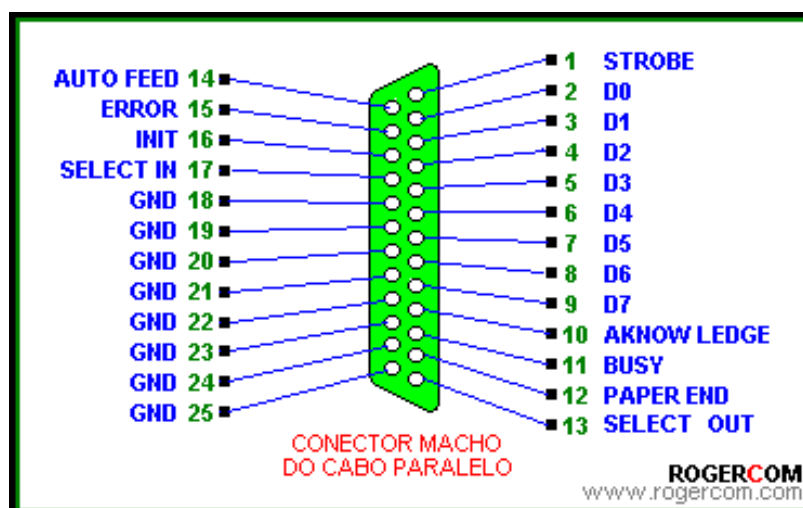 AUTO FEED 14
ERROR 15
INIT 16
SELECT IN 17
GND 18
GND 19
GND 20
GND 21
GND 22
GND 23
GND 24
GND 25
1 STROBE
2 D0
3 D1
4 D2
5 D3
6 D4
7 D5
8 D6
9 D7
10 AKNOW LEDGE
11 BUSY
12 PAPER END
13 SELECT OUT
CONECTOR MACHO
DO CABO PARALELO
ROGERCOM
www.rogercom.com